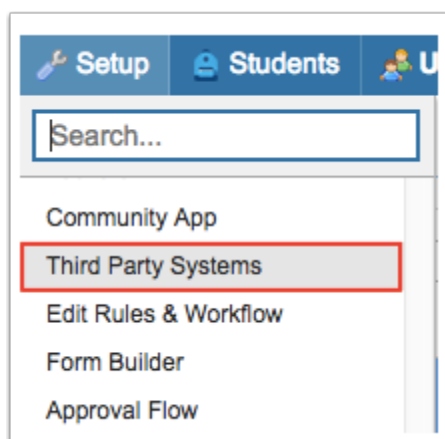 Setup Students U
Search...
Community App
Third Party Systems
Edit Rules & Workflow
Form Builder
Approval Flow